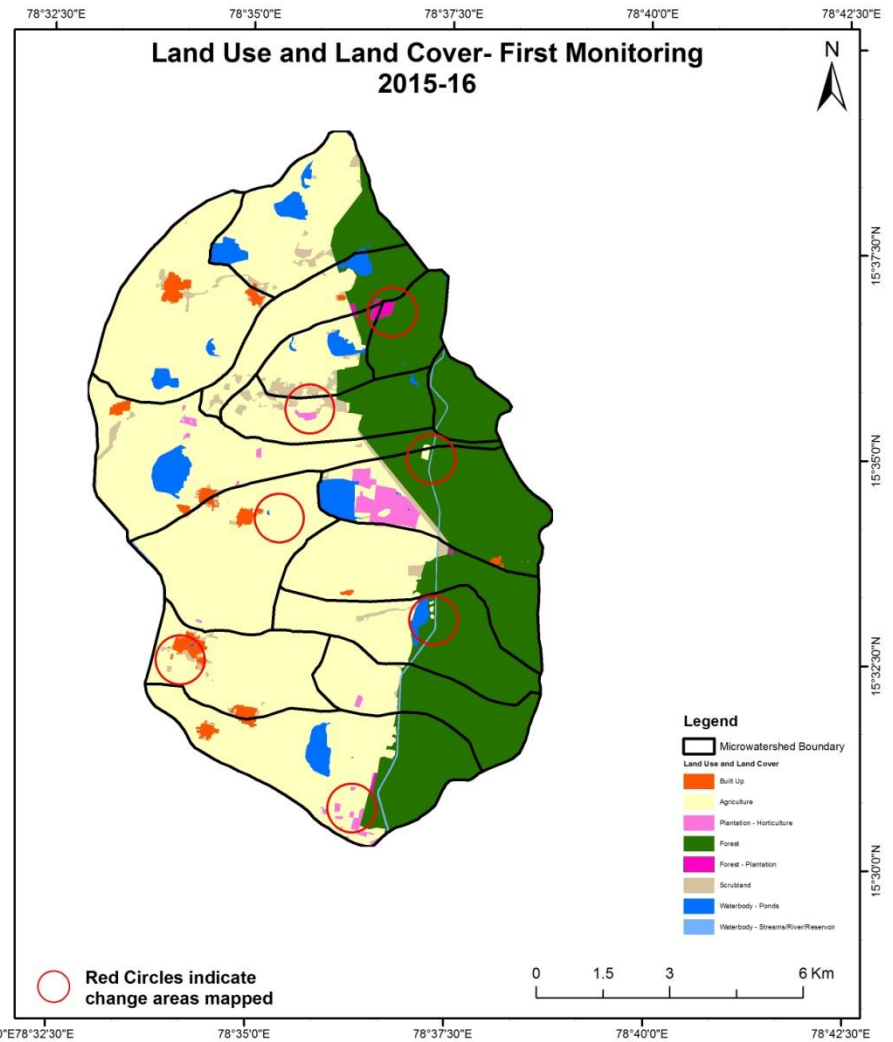 78°32'30"E
78°35'0"E
78°37'30"E
78°40'0"E
78°42'30"E
Land Use and Land Cover- First Monitoring
2015-16
N
15°37'30"N
15°35'0"N
15°32'30"N
15°30'0"N
Legend
Microwatershed Boundary
Land Use and Land Cover
Built Up
Agriculture
Plantation - Horticulture
Forest
Forest - Plantation
Scrubland
Waterbody - Ponds
Waterbody - Streams/River/Reservoir
Red Circles indicate
change areas mapped
0 1.5 3 6 Km
0"E78°32'30"E
78°35'0"E
78°37'30"E
78°40'0"E
78°42'30"E